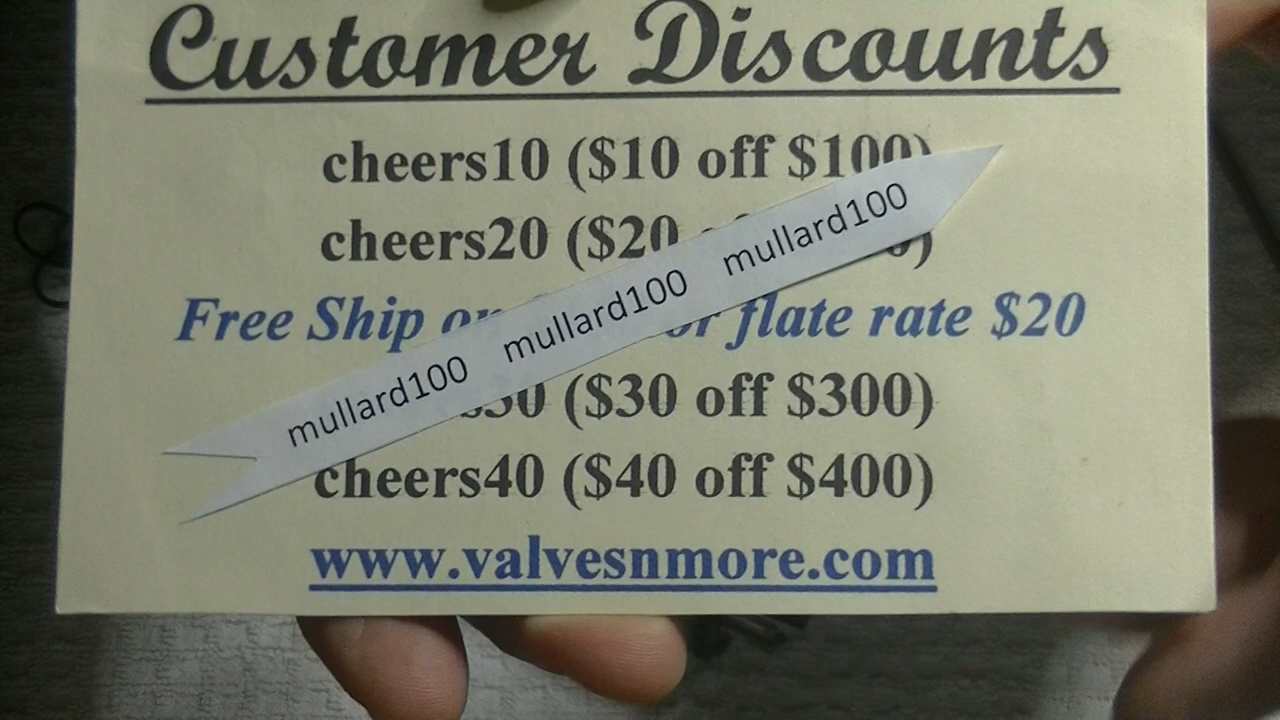 Customer Discounts
cheers10 ($10 off $100)
cheers20 ($20
Free Ship or flate rate $20
($30 off $300)
cheers40 ($40 off $400)
www.valvesnmore.com
mullard100 mullard100 mullard100